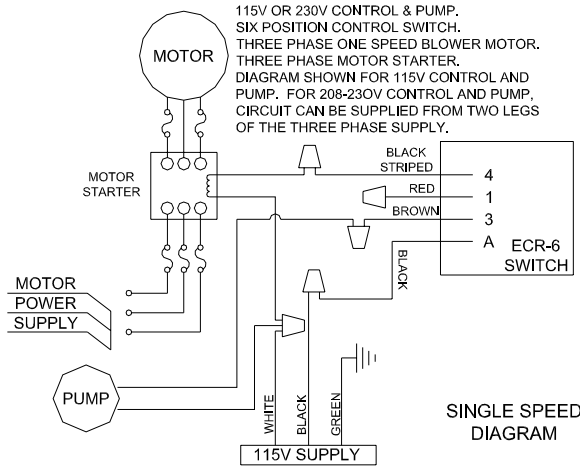 115V OR 230V CONTROL & PUMP.
SIX POSITION CONTROL SWITCH.
THREE PHASE ONE SPEED BLOWER MOTOR.
THREE PHASE MOTOR STARTER.
DIAGRAM SHOWN FOR 115V CONTROL AND
PUMP. FOR 208-230V CONTROL AND PUMP,
CIRCUIT CAN BE SUPPLIED FROM TWO LEGS
OF THE THREE PHASE SUPPLY.
MOTOR
MOTOR
STARTER
BLACK
STRIPED
4
RED
1
BROWN
3
A
ECR-6
SWITCH
BLACK
MOTOR
POWER
SUPPLY
PUMP
WHITE
BLACK
GREEN
115V SUPPLY
SINGLE SPEED
DIAGRAM